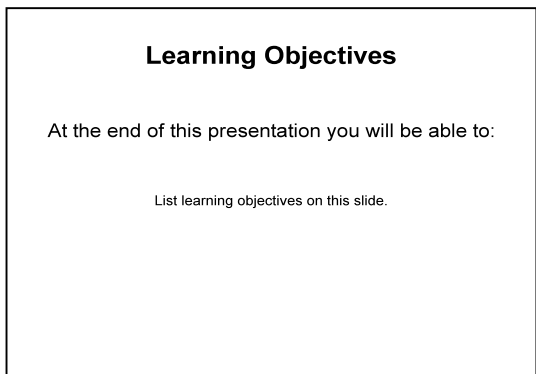 Learning Objectives
At the end of this presentation you will be able to:
List learning objectives on this slide.